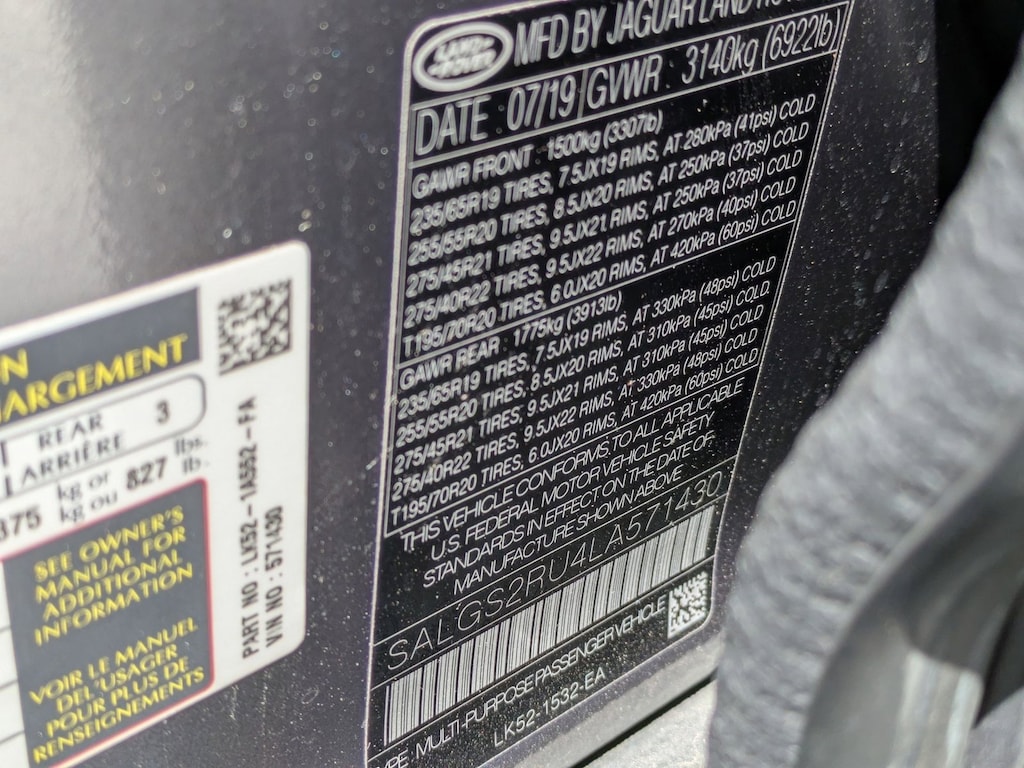 N
ARGEMENT
REAR 3
ARRIÈRE
375 kg or 827 lbs.
kg ou lb.
SEE OWNER'S
MANUAL FOR
ADDITIONAL
INFORMATION
VOIR LE MANUEL
DEL'USAGER
POUR PLUS DE
RENSEIGNEMENTS
PART NO : LK52-1A552-FA
VIN NO : 571430
LAND ROVER
MFD BY JAGUAR LAND
DATE 07/19 GVWR 3140kg (6922lb)
GAWR FRONT 1500kg (3307lb)
235/65R19 TIRES, 7.5JX19 RIMS, AT 280kPa (41psi) COLD
255/55R20 TIRES, 8.5JX20 RIMS, AT 250kPa (37psi) COLD
275/45R21 TIRES, 9.5JX21 RIMS, AT 250kPa (37psi) COLD
275/40R22 TIRES, 9.5JX22 RIMS, AT 270kPa (40psi) COLD
T195/70R20 TIRES, 6.0JX20 RIMS, AT 420kPa (60psi) COLD
GAWR REAR 1775kg (3913lb)
235/65R19 TIRES, 7.5JX19 RIMS, AT 330kPa (48psi) COLD
255/55R20 TIRES, 8.5JX20 RIMS, AT 310kPa (45psi) COLD
275/45R21 TIRES, 9.5JX21 RIMS, AT 310kPa (45psi) COLD
275/40R22 TIRES, 9.5JX22 RIMS, AT 330kPa (48psi) COLD
T195/70R20 TIRES, 6.0JX20 RIMS, AT 420kPa (60psi) COLD
THIS VEHICLE CONFORMS TO ALL APPLICABLE
U.S. FEDERAL MOTOR VEHICLE SAFETY
STANDARDS IN EFFECT ON THE DATE OF
MANUFACTURE SHOWN ABOVE
SALGS2RU4LA571430
YPE : MULTI-PURPOSE PASSENGER VEHICLE
LK52-1532-EA